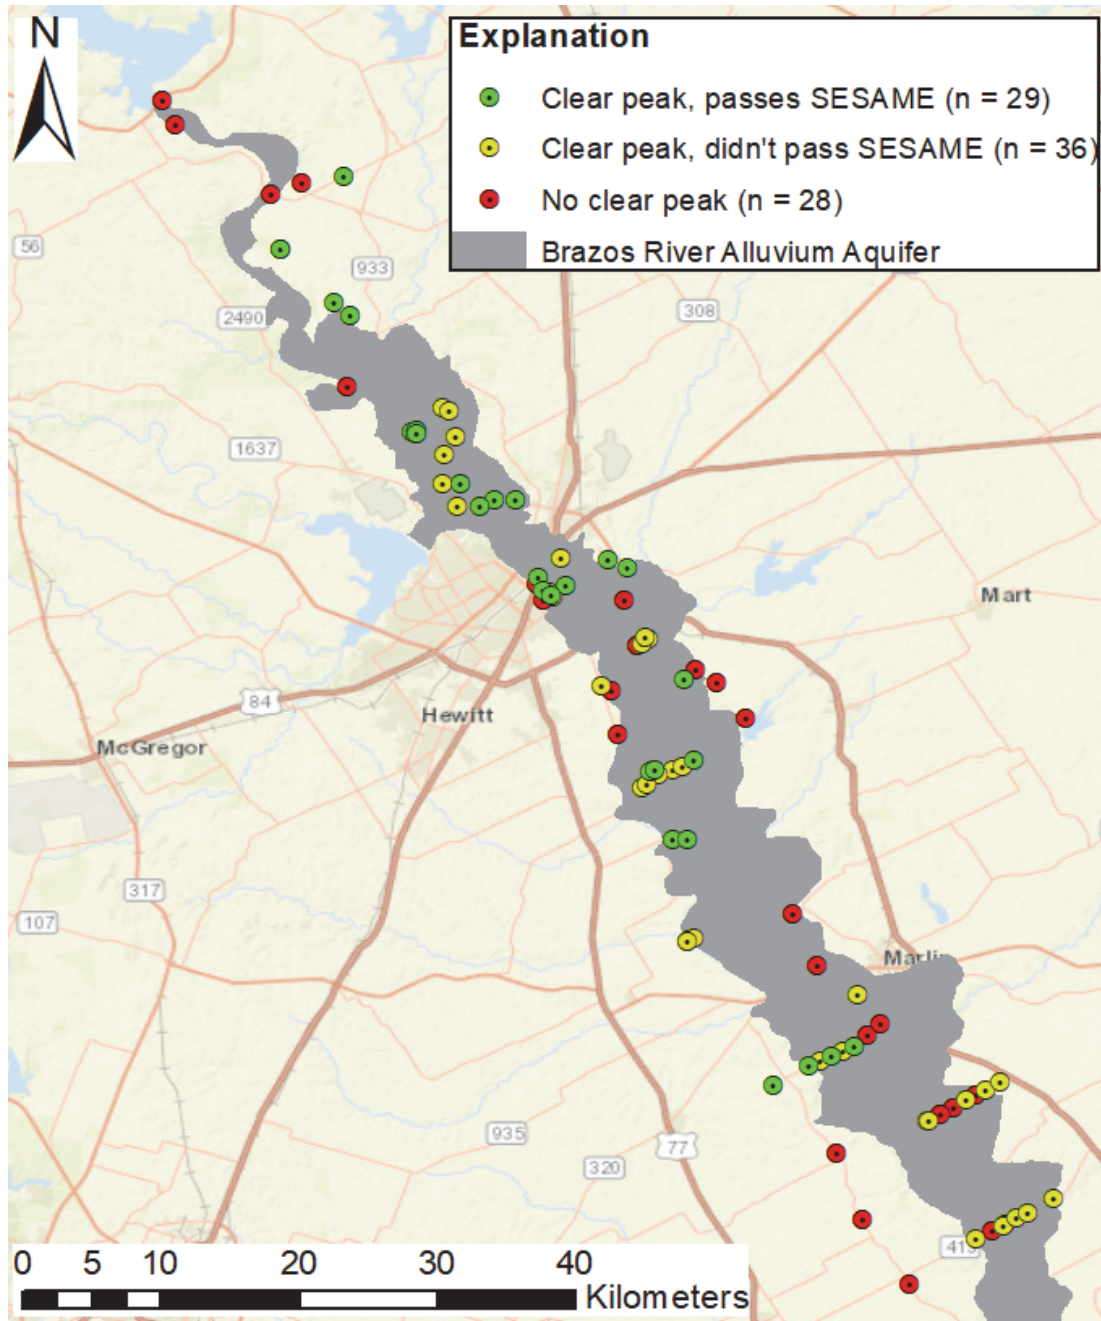 N
Explanation
Clear peak, passes SESAME (n = 29)
Clear peak, didn't pass SESAME (n = 36)
No clear peak (n = 28)
Brazos River Alluvium Aquifer
56
933
2490
308
1637
Mart
84
Hewitt
McGregor
317
107
Marlin
935
77
320
413
0 5 10 20 30 40
Kilometers